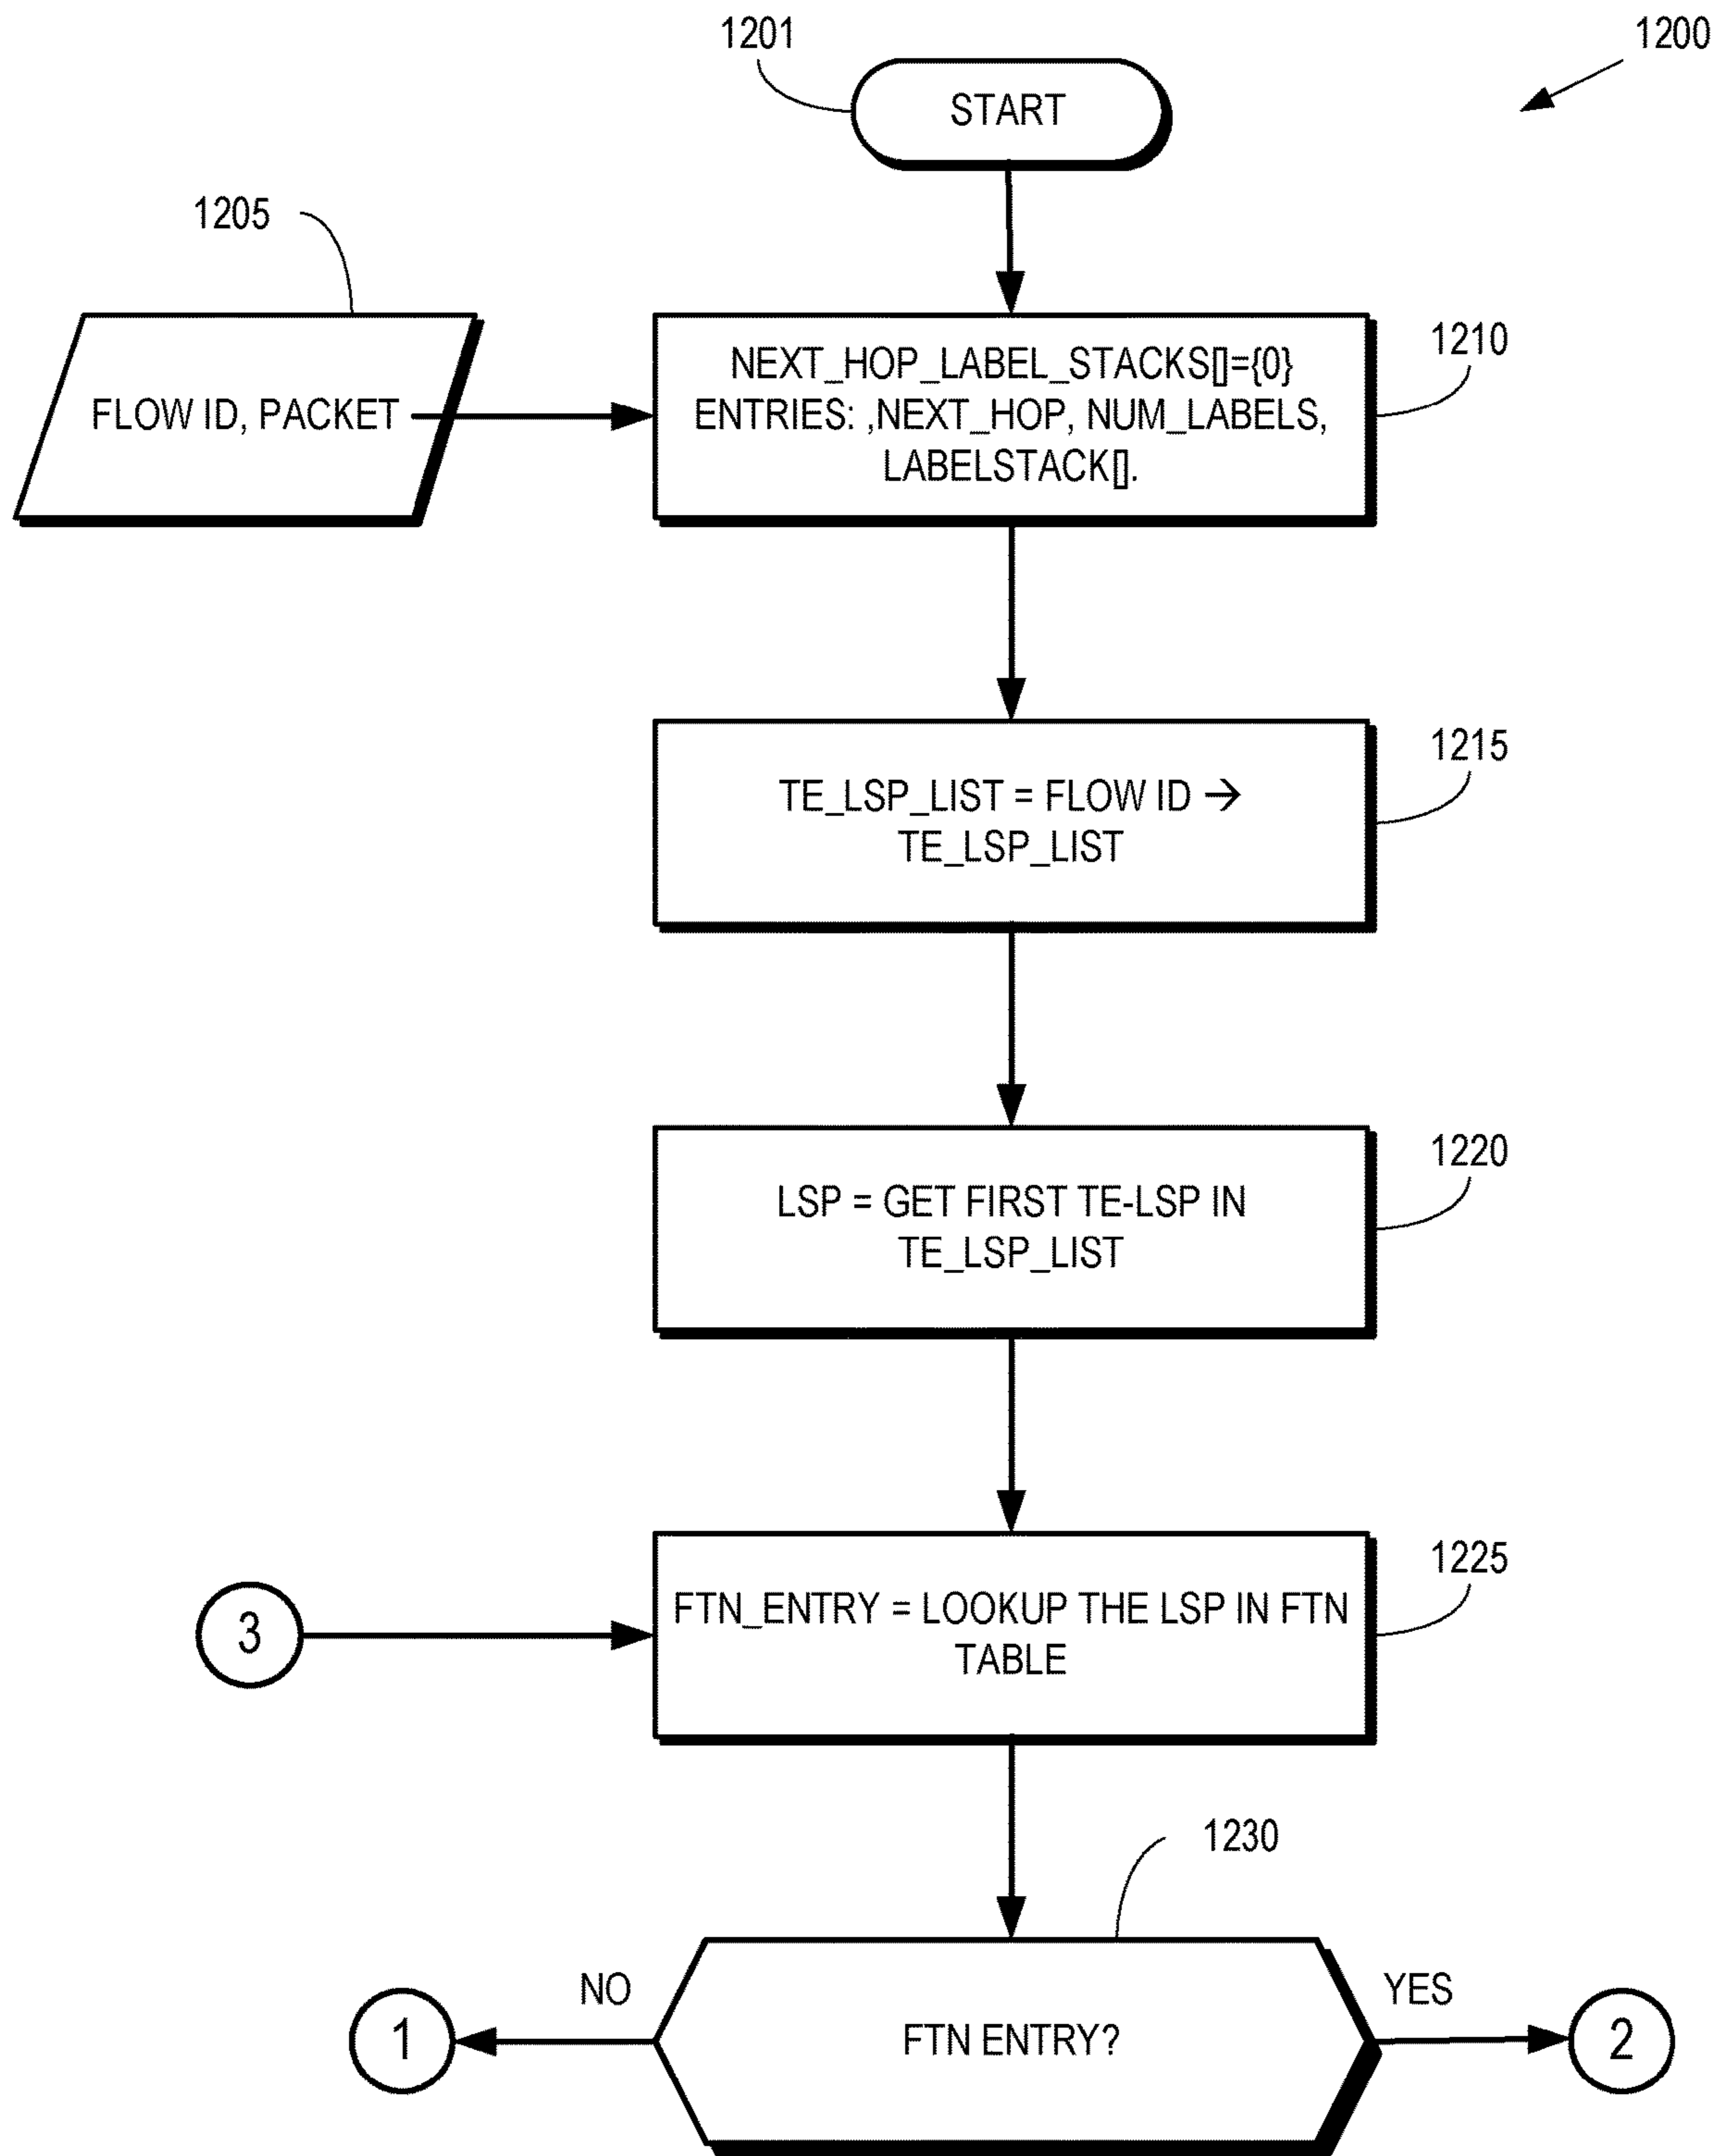 1201
1200
START
1205
1210
NEXT_HOP_LABEL_STACKS[]={0}
ENTRIES: ,NEXT_HOP, NUM_LABELS,
LABELSTACK[].
FLOW ID, PACKET
1215
TE_LSP_LIST = FLOW ID →
TE_LSP_LIST
1220
LSP = GET FIRST TE-LSP IN
TE_LSP_LIST
1225
FTN_ENTRY = LOOKUP THE LSP IN FTN
TABLE
3
1230
NO
YES
1
FTN ENTRY?
2